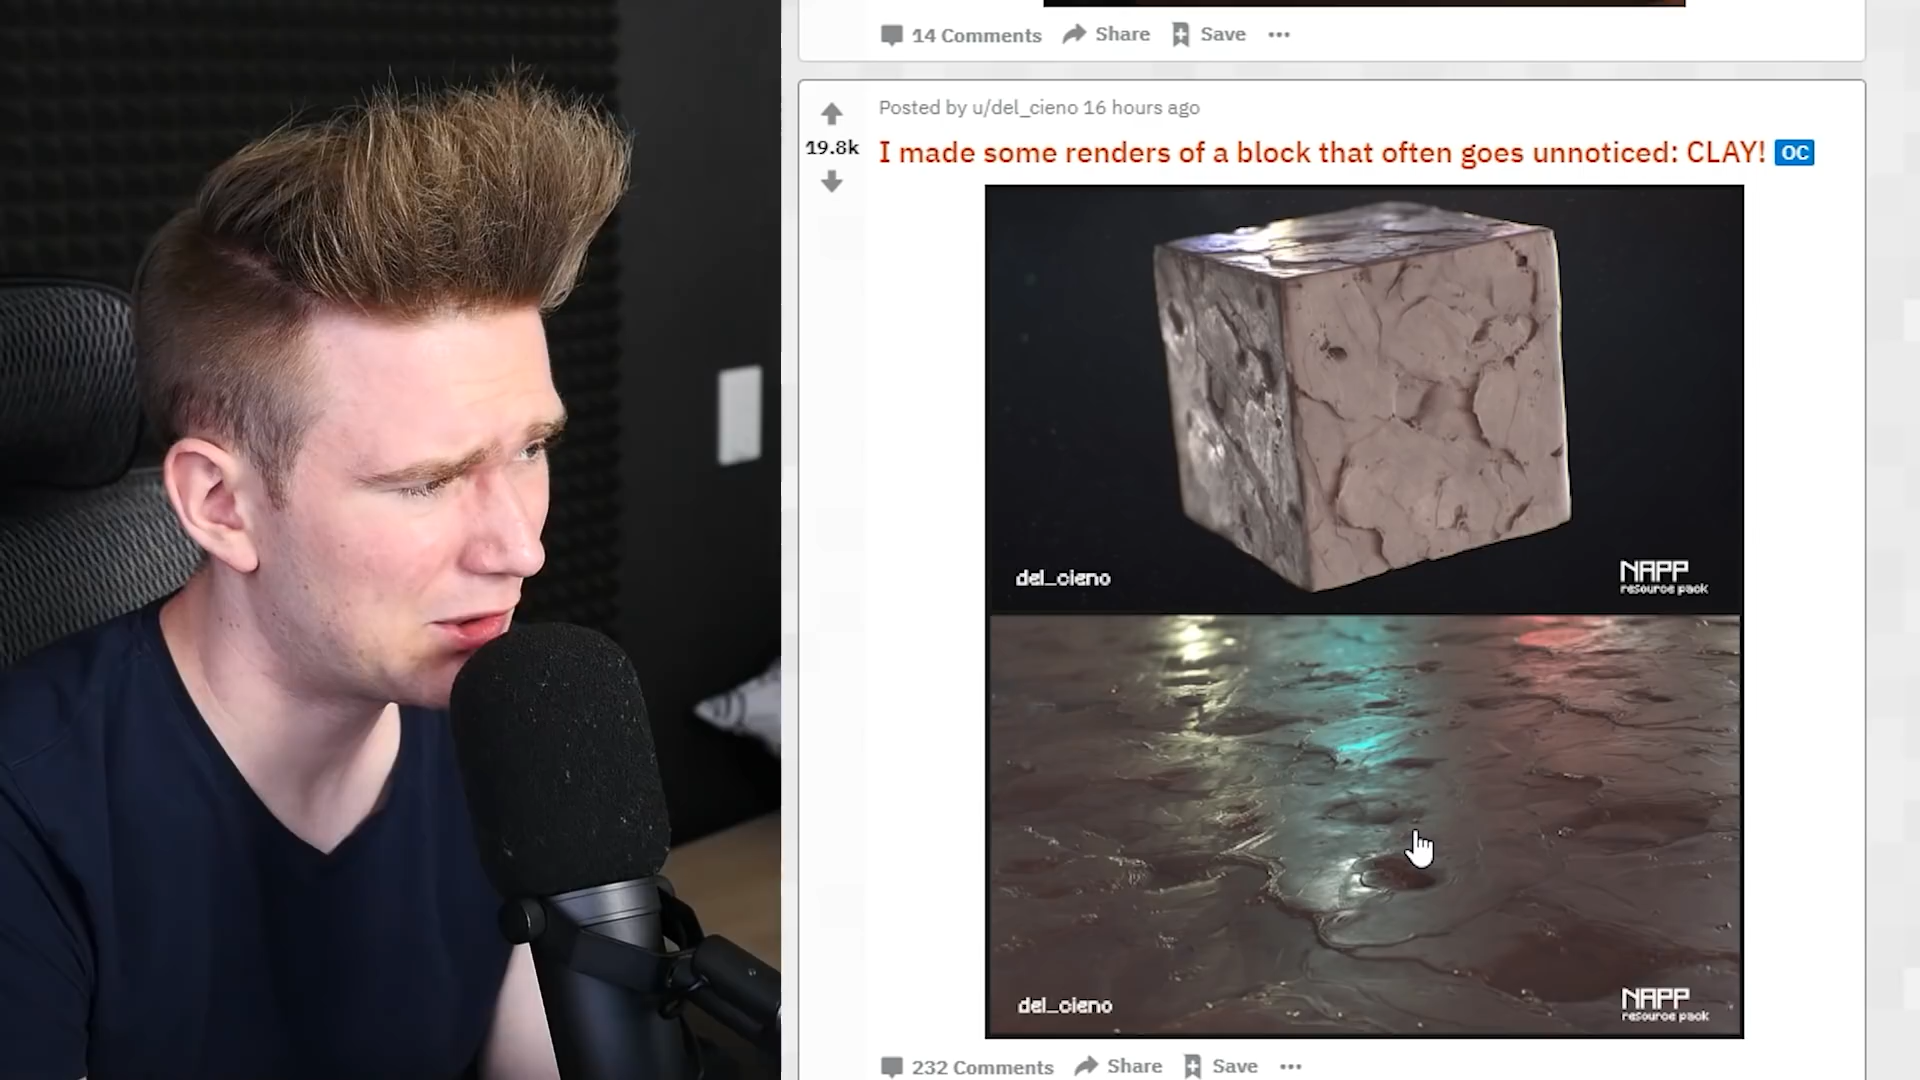 14 Comments Share Save
Posted by u/del_cieno 16 hours ago
19.8k
I made some renders of a block that often goes unnoticed: CLAY! OC
del_cieno
NAPP
resource pack
del_cieno
NAPP
resource pack
232 Comments Share Save